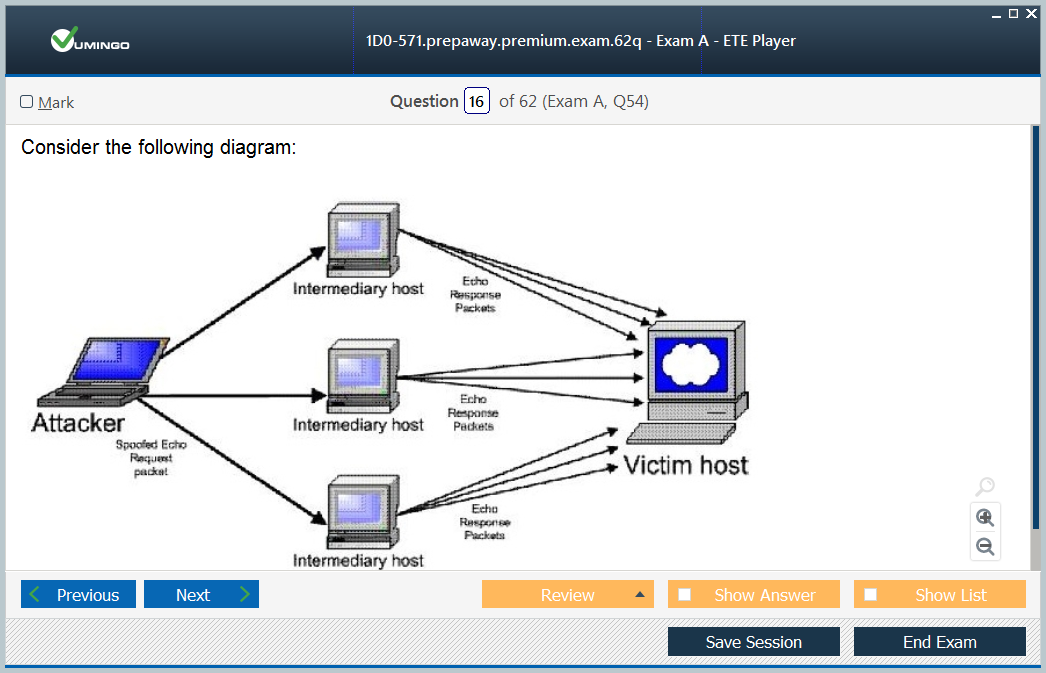 VUMINGO
1D0-571.prepaway.premium.exam.62q - Exam A - ETE Player
Mark
Question 16 of 62 (Exam A, Q54)
Consider the following diagram:
Intermediary host
Echo
Response
Packets
Attacker
Spoofed Echo
Request
packet
Intermediary host
Echo
Response
Packets
Victim host
Intermediary host
Echo
Response
Packets
Previous
Next
Review
Show Answer
Show List
Save Session
End Exam